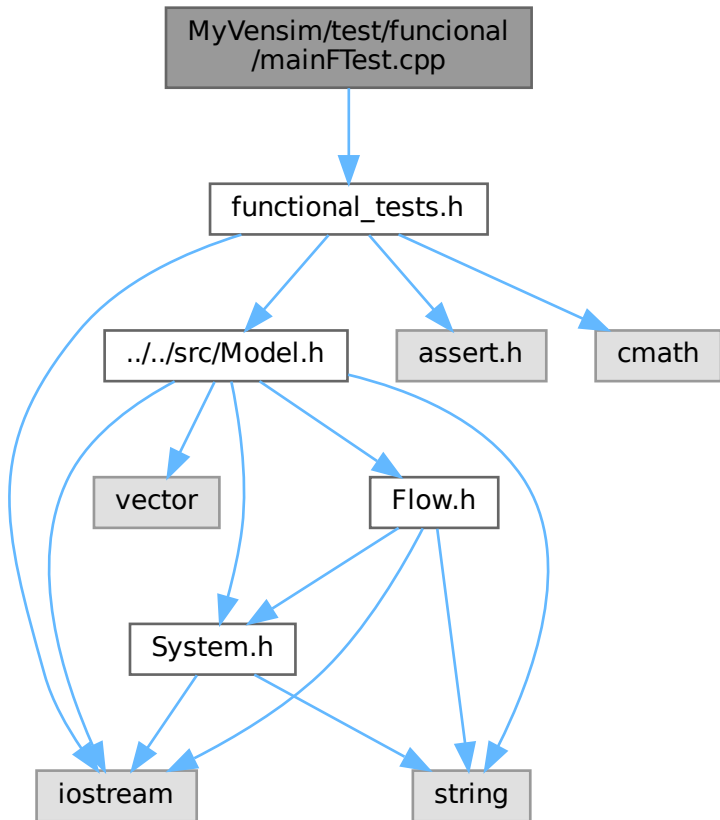 MyVensim/test/funcional
/mainFTest.cpp
functional_tests.h
../../src/Model.h
assert.h
cmath
vector
Flow.h
System.h
iostream
string